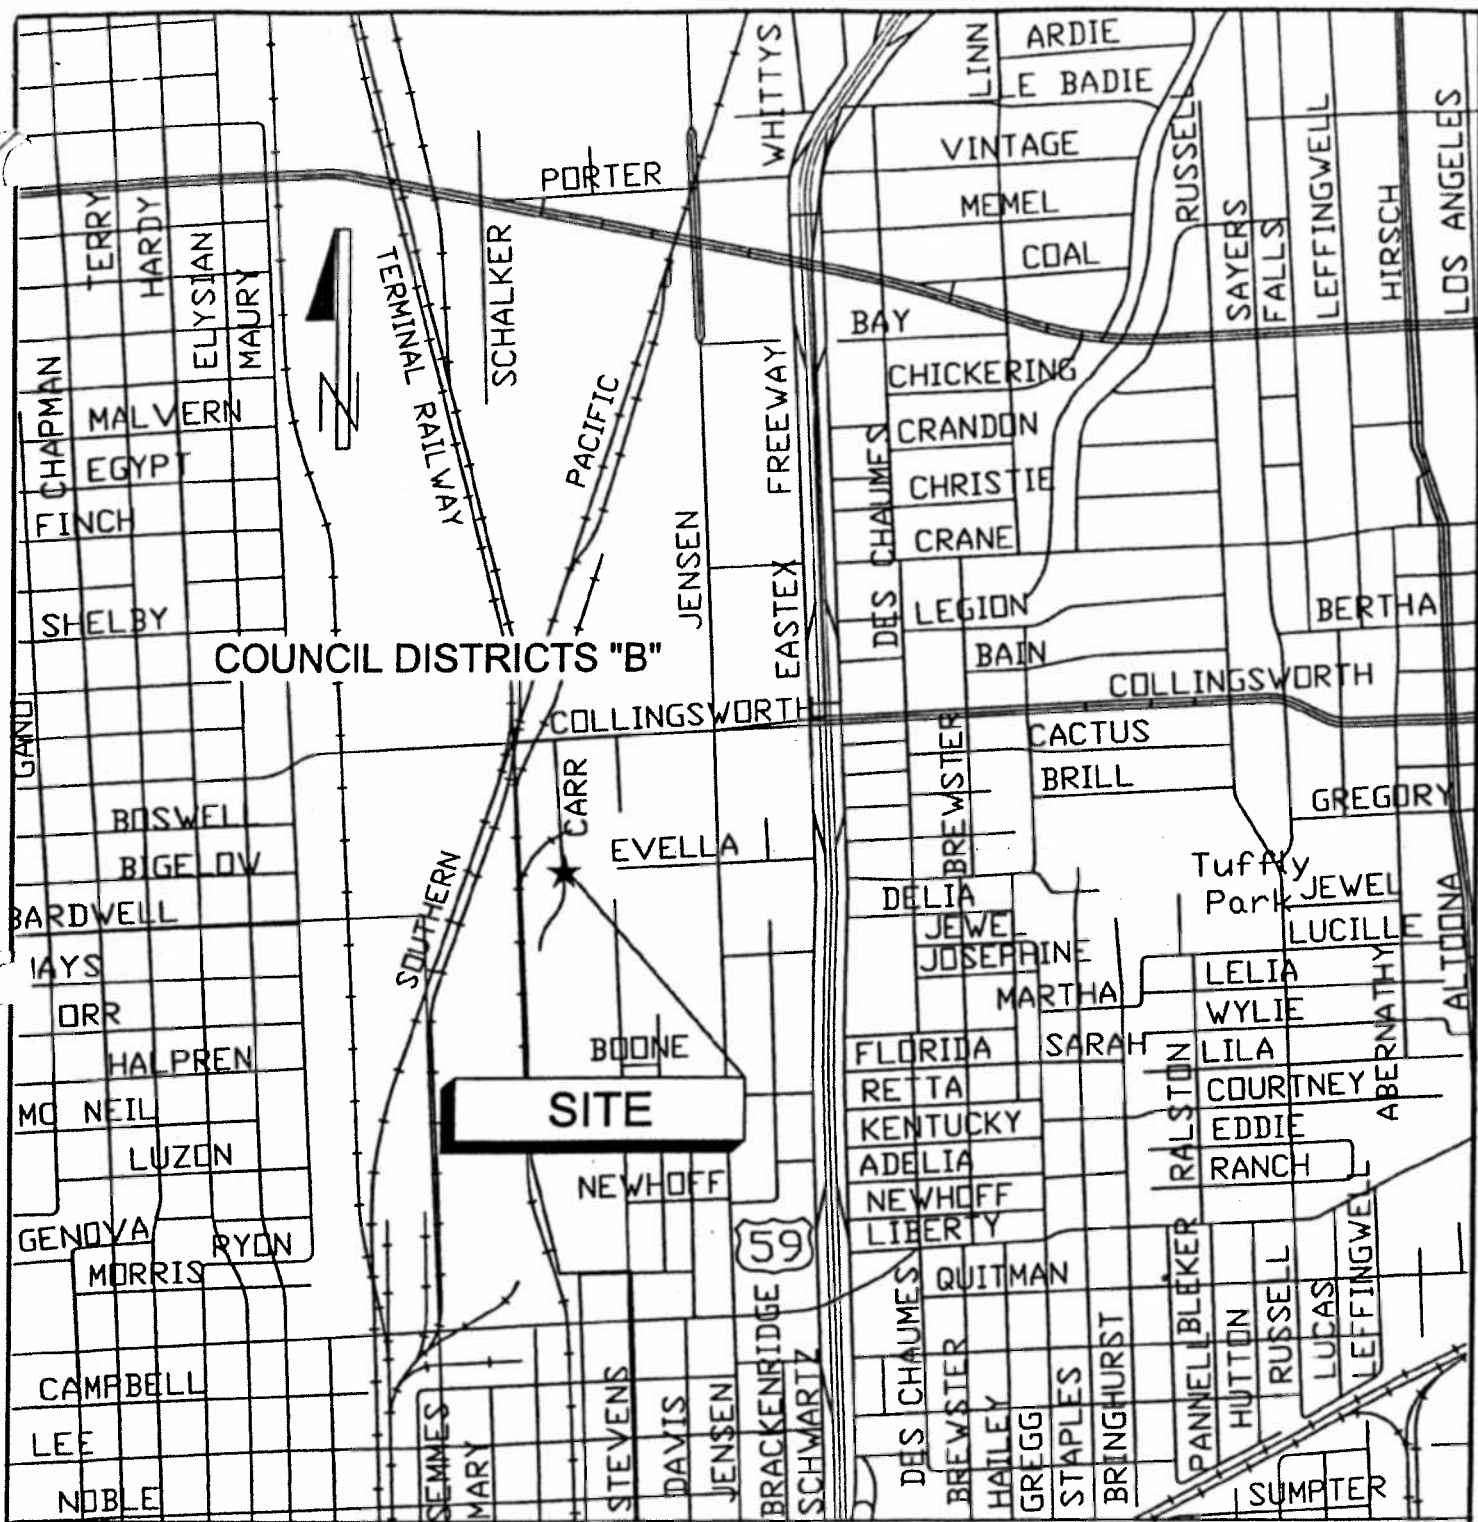 ARDIE
LINN
LE BADIE
WHITTYS
VINTAGE
RUSSELL
LEFFINGWELL
LOS ANGELES
PORTER
MEMEL
SAYERS
FALLS
HIRSCH
TERRY
HARDY
ELYSIAN
MAURY
TERMINAL RAILWAY
SCHALKER
COAL
BAY
CHICKERING
CHAPMAN
MALVERN
N
PACIFIC
EASTEX FREEWAY
CRANDON
DES CHAUMES
EGYPT
CHRISTIE
FINCH
CRANE
JENSEN
SHELBY
LEGION
BERTHA
COUNCIL DISTRICTS "B"
BAIN
COLLINGSWORTH
COLLINGSWORTH
GANO
BREWSTER
CACTUS
BRILL
CARR
GREGORY
BOSWELL
EVELLA
BIGELOW
SOUTHERN
Tuffly
Park
JEWEL
DELIA
BARDWELL
JEWEL
LUCILLE
ALTOONA
JOSEPHINE
LELIA
MARTHA
WYLIE
ABERNATHY
ORR
BOONE
FLORIDA
SARAH
LILA
RALSTON
HALPREN
RETTA
COURTNEY
MC NEIL
SITE
KENTUCKY
EDDIE
LUZON
ADELIA
RANCH
NEWHOFF
NEWHOFF
LEFFINGWELL
GENOVA
RYON
59
LIBERTY
MORRIS
QUITMAN
PANNELL
BLEKER
HUTTON
RUSSELL
LUCAS
CAMPBELL
LEE
NOBLE
SEMMES
MARY
STEVENS
DAVIS
JENSEN
BRACKENRIDGE
SCHWARTZ
DES CHAUMES
BREWSTER
HAILEY
GREGG
STAPLES
BRINGHURST
SUMPTER